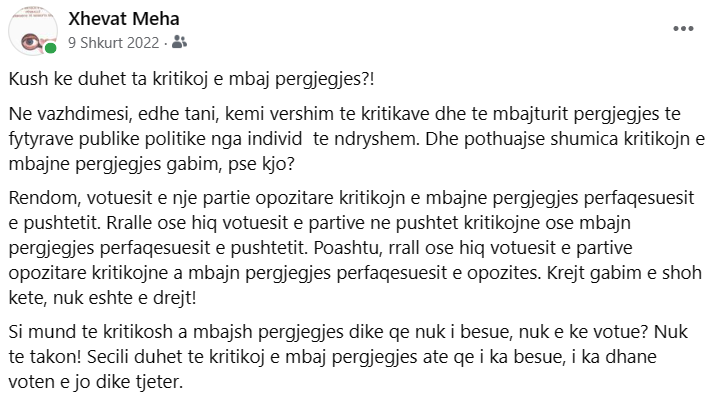 Xhevat Meha
9 Shkurt 2022 ·
Kush ke duhet ta kritikoj e mbaj pergjegjes?!
Ne vazhdimesi, edhe tani, kemi vershim te kritikave dhe te mbajturit pergjegjes te
fytyrave publike politike nga individ te ndryshem. Dhe pothuajse shumica kritikojn e
mbajne pergjegjes gabim, pse kjo?
Rendom, votuesit e nje partie opozitare kritikojn e mbajne pergjegjes perfaqesuesit
e pushtetit. Rralle ose hiq votuesit e partive ne pushtet kritikojne ose mbajn
pergjegjes perfaqesuesit e pushtetit. Poashtu, rrall ose hiq votuesit e partive
opozitare kritikojne a mbajn pergjegjes perfaqesuesit e opozites. Krejt gabim e shoh
kete, nuk eshte e drejt!
Si mund te kritikosh a mbajsh pergjegjes dike qe nuk i besue, nuk e ke votue? Nuk
te takon! Secili duhet te kritikoj e mbaj pergjegjes ate qe i ka besue, i ka dhane
voten e jo dike tjeter.